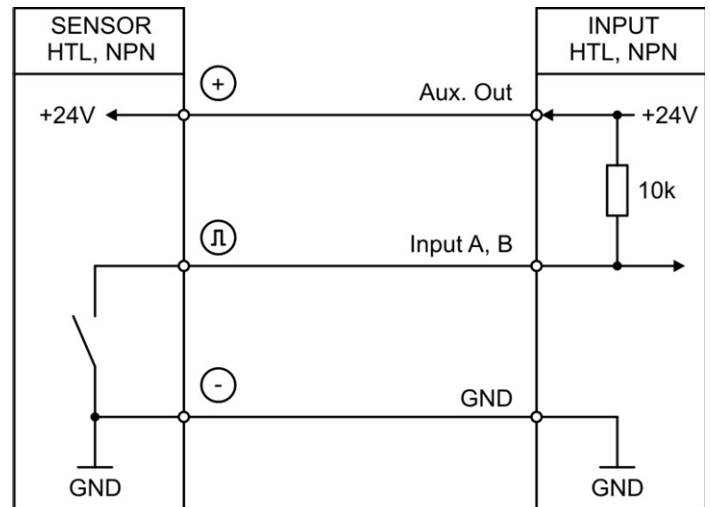 SENSOR
HTL, NPN
INPUT
HTL, NPN
+
Aux. Out
+24V
+24V
10k
Input A, B
-
GND
GND
GND